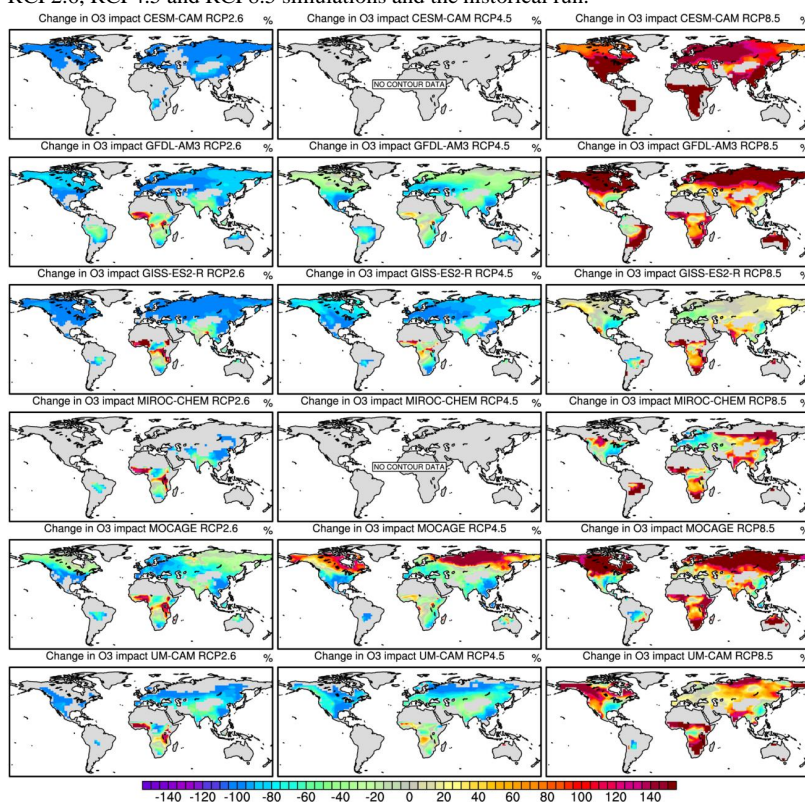 RCP2.6, RCP4.5 and RCP8.5 simulations and the historical run.
Change in O3 impact CESM-CAM RCP2.6 %
Change in O3 impact CESM-CAM RCP4.5 %
Change in O3 impact CESM-CAM RCP8.5 %
NO CONTOUR DATA
Change in O3 impact GFDL-AM3 RCP2.6 %
Change in O3 impact GFDL-AM3 RCP4.5 %
Change in O3 impact GFDL-AM3 RCP8.5 %
Change in O3 impact GISS-ES2-R RCP2.6 %
Change in O3 impact GISS-ES2-R RCP4.5 %
Change in O3 impact GISS-ES2-R RCP8.5 %
Change in O3 impact MIROC-CHEM RCP2.6 %
Change in O3 impact MIROC-CHEM RCP4.5 %
Change in O3 impact MIROC-CHEM RCP8.5 %
NO CONTOUR DATA
Change in O3 impact MOCAGE RCP2.6 %
Change in O3 impact MOCAGE RCP4.5 %
Change in O3 impact MOCAGE RCP8.5 %
Change in O3 impact UM-CAM RCP2.6 %
Change in O3 impact UM-CAM RCP4.5 %
Change in O3 impact UM-CAM RCP8.5 %
-140 -120 -100 -80 -60 -40 -20 0 20 40 60 80 100 120 140